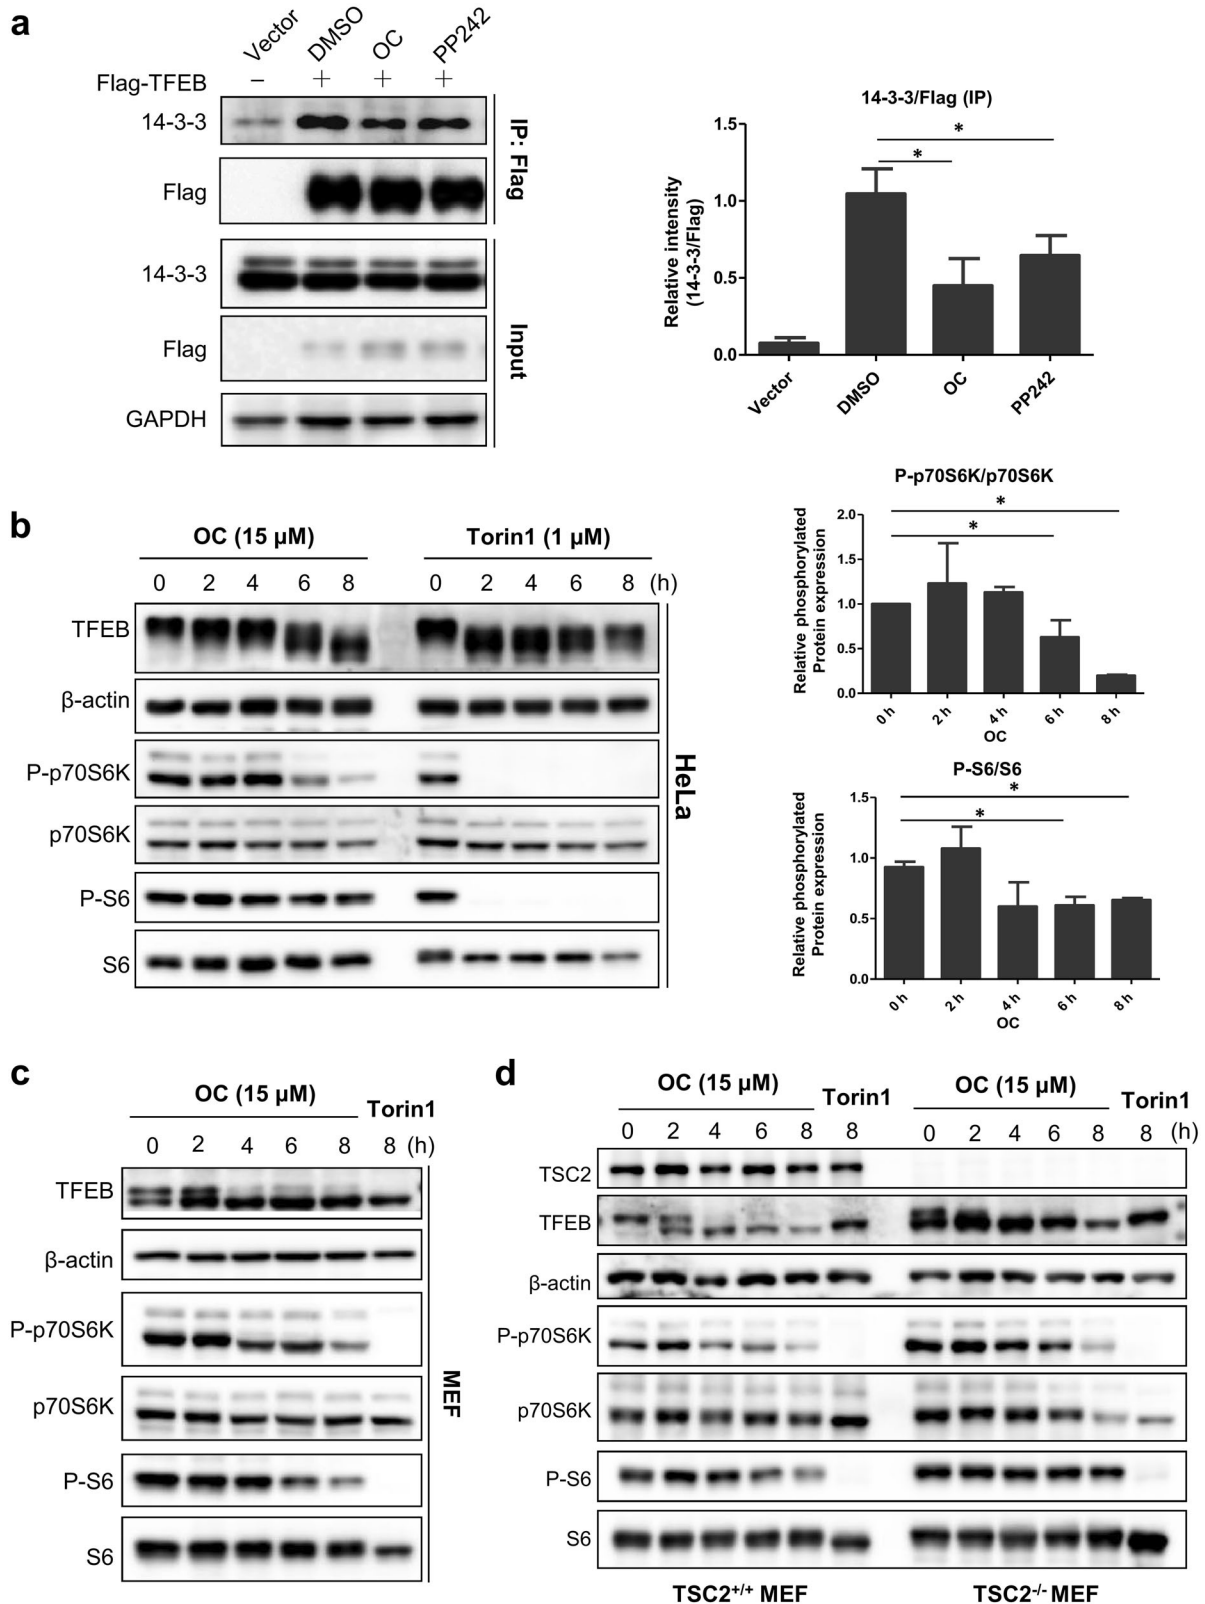 a
Vector DMSO OC PP242
Flag-TFEB − + + +
14-3-3
Flag
IP: Flag
14-3-3
Flag
GAPDH
Input
14-3-3/Flag (IP)
Relative intensity
(14-3-3/Flag)
1.5
1.0
0.5
0.0
* *
Vector DMSO OC PP242
b
OC (15 µM) Torin1 (1 µM)
0 2 4 6 8 0 2 4 6 8 (h)
TFEB
β-actin
P-p70S6K
p70S6K
P-S6
S6
HeLa
P-p70S6K/p70S6K
Relative phosphorylated
Protein expression
2.0
1.5
1.0
0.5
0.0
* *
0 h 2 h 4 h 6 h 8 h
OC
P-S6/S6
Relative phosphorylated
Protein expression
1.5
1.0
0.5
0.0
* *
0 h 2 h 4 h 6 h 8 h
OC
c
OC (15 µM) Torin1
0 2 4 6 8 8 (h)
TFEB
β-actin
P-p70S6K
p70S6K
P-S6
S6
MEF
d
OC (15 µM) Torin1 OC (15 µM) Torin1
0 2 4 6 8 8 0 2 4 6 8 8 (h)
TSC2
TFEB
β-actin
P-p70S6K
p70S6K
P-S6
S6
TSC2+/+ MEF TSC2-/- MEF